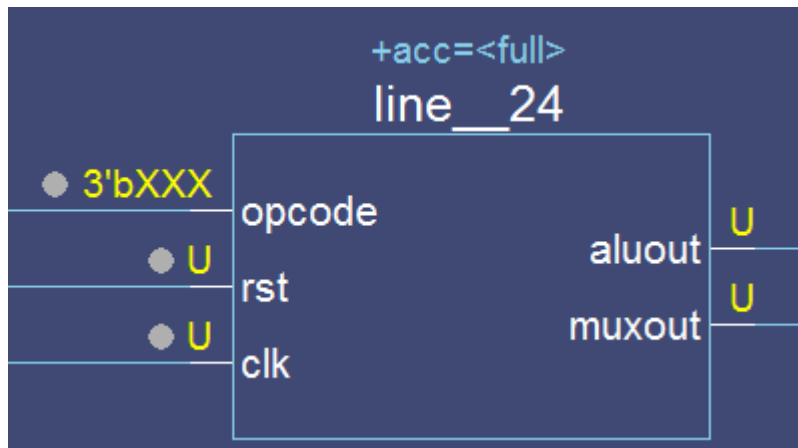 +acc=<full>
line__24
3'bXXX
opcode
U
rst
U
clk
aluout
U
muxout
U